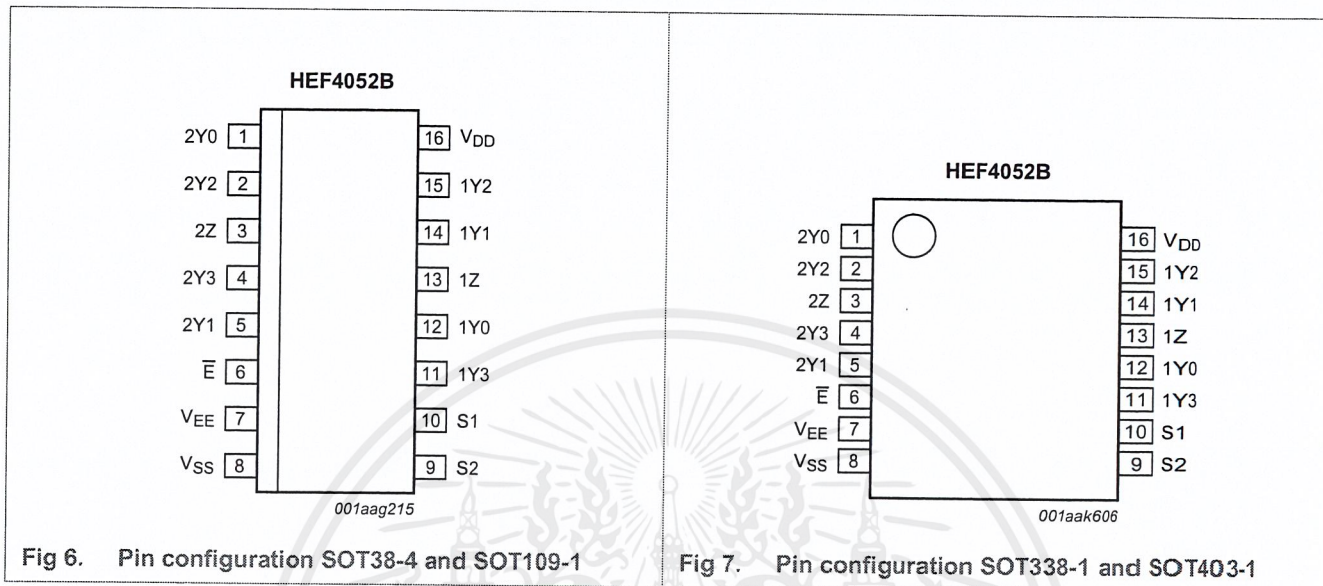 HEF4052B
2Y0 1 16 VDD
2Y2 2 15 1Y2
2Z 3 14 1Y1
2Y3 4 13 1Z
2Y1 5 12 1Y0
E̅ 6 11 1Y3
VEE 7 10 S1
VSS 8 9 S2
001aag215
Fig 6. Pin configuration SOT38-4 and SOT109-1
HEF4052B
2Y0 1 16 VDD
2Y2 2 15 1Y2
2Z 3 14 1Y1
2Y3 4 13 1Z
2Y1 5 12 1Y0
E̅ 6 11 1Y3
VEE 7 10 S1
VSS 8 9 S2
001aak606
Fig 7. Pin configuration SOT338-1 and SOT403-1